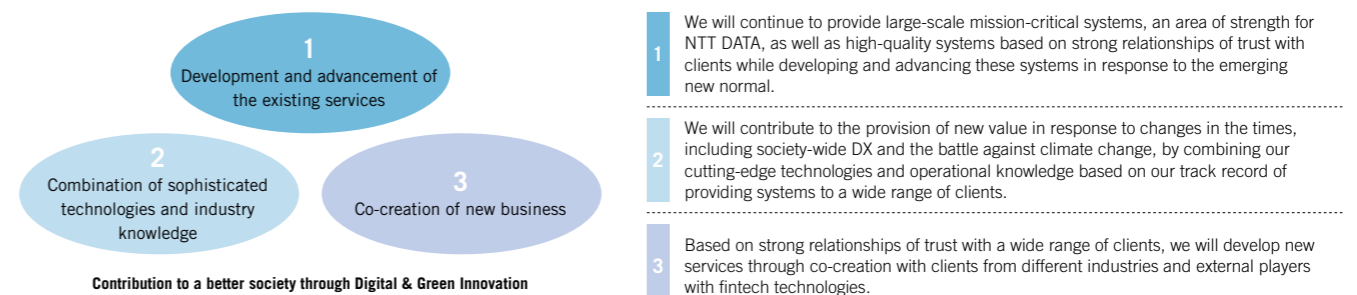 1
Development and advancement of
the existing services
2
Combination of sophisticated
technologies and industry
knowledge
3
Co-creation of new business
Contribution to a better society through Digital & Green Innovation
1
We will continue to provide large-scale mission-critical systems, an area of strength for
NTT DATA, as well as high-quality systems based on strong relationships of trust with
clients while developing and advancing these systems in response to the emerging
new normal.
2
We will contribute to the provision of new value in response to changes in the times,
including society-wide DX and the battle against climate change, by combining our
cutting-edge technologies and operational knowledge based on our track record of
providing systems to a wide range of clients.
3
Based on strong relationships of trust with a wide range of clients, we will develop new
services through co-creation with clients from different industries and external players
with fintech technologies.